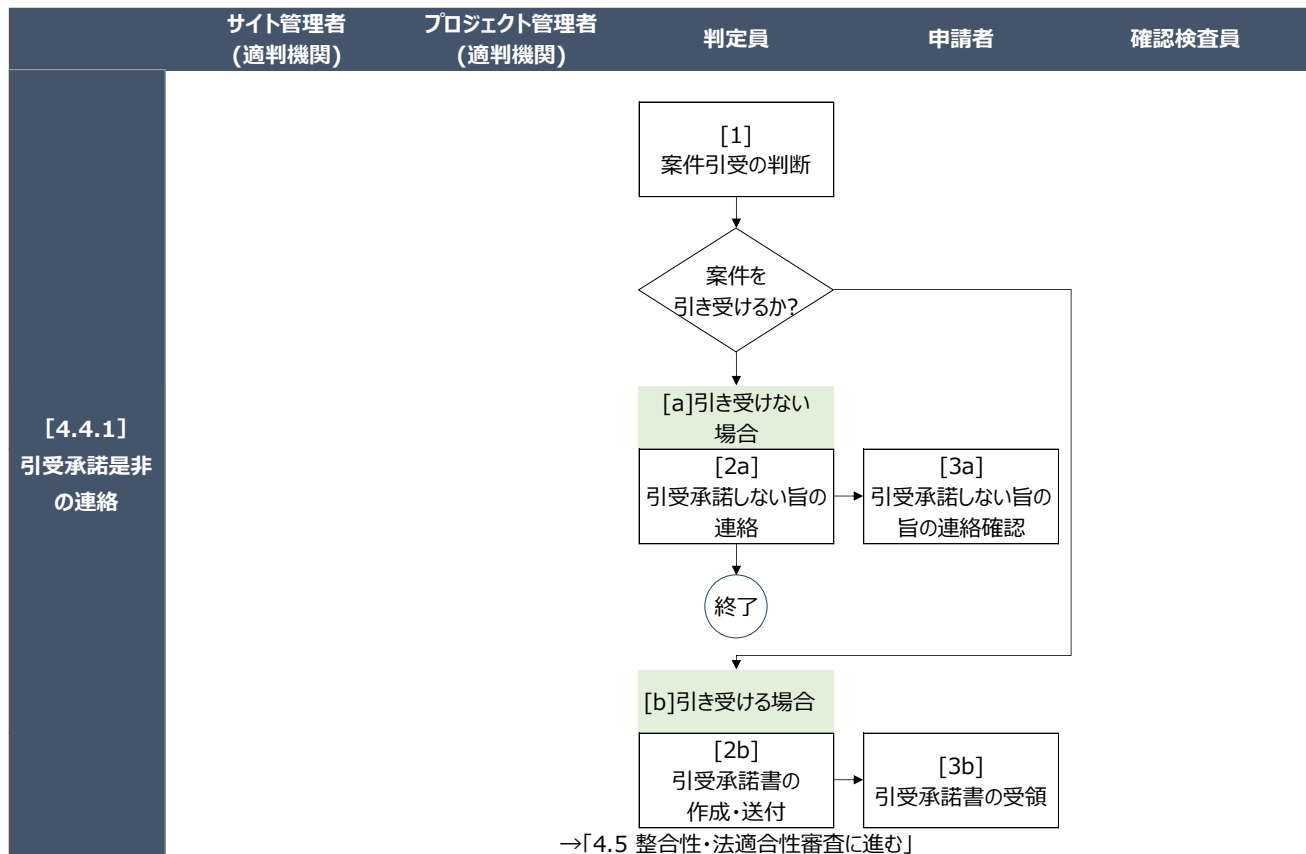 サイト管理者
(適判機関)
プロジェクト管理者
(適判機関)
判定員
申請者
確認検査員
[4.4.1]
引受承諾是非
の連絡
[1]
案件引受の判断
案件を
引き受けるか?
[a]引き受けない
場合
[2a]
引受承諾しない旨の
連絡
[3a]
引受承諾しない旨の
旨の連絡確認
終了
[b]引き受ける場合
[2b]
引受承諾書の
作成・送付
[3b]
引受承諾書の受領
→「4.5 整合性・法適合性審査に進む」